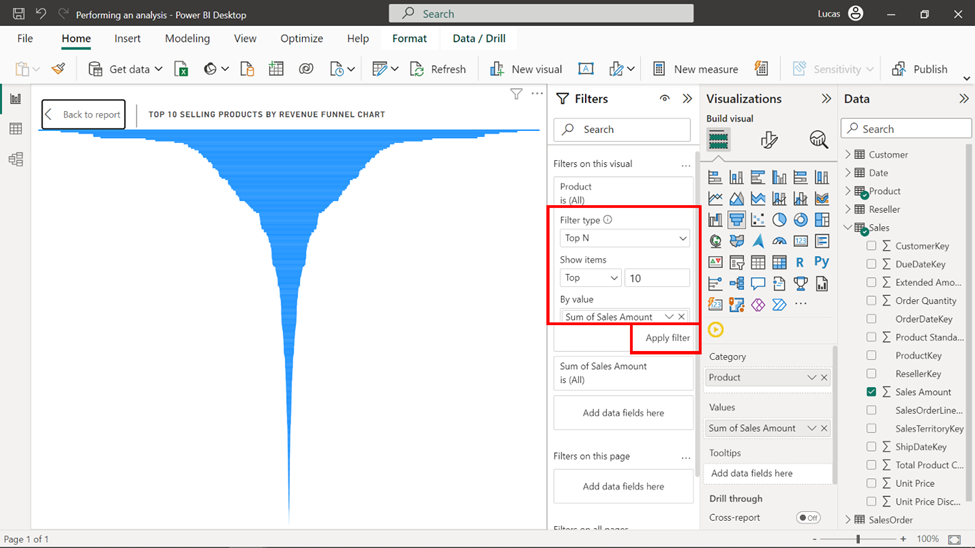 Performing an analysis - Power BI Desktop
Search
Lucas
File
Home
Insert
Modeling
View
Optimize
Help
Format
Data / Drill
Get data
Refresh
New visual
New measure
Sensitivity
Publish
Back to report
TOP 10 SELLING PRODUCTS BY REVENUE FUNNEL CHART
Filters
Search
Filters on this visual
Product
is (All)
Filter type
Top N
Show items
Top
10
By value
Sum of Sales Amount
Apply filter
Sum of Sales Amount
is (All)
Add data fields here
Filters on this page
Add data fields here
Filters on all pages
Visualizations
Build visual
R
Py
123
Category
Product
Values
Sum of Sales Amount
Tooltips
Add data fields here
Drill through
Cross-report
Off
Data
Search
Customer
Date
Product
Reseller
Sales
CustomerKey
DueDateKey
Extended Amo...
Order Quantity
OrderDateKey
Product Standa...
ProductKey
ResellerKey
Sales Amount
SalesOrderLine...
SalesTerritoryKey
ShipDateKey
Total Product C...
Unit Price
Unit Price Disc...
SalesOrder
Page 1 of 1
100%